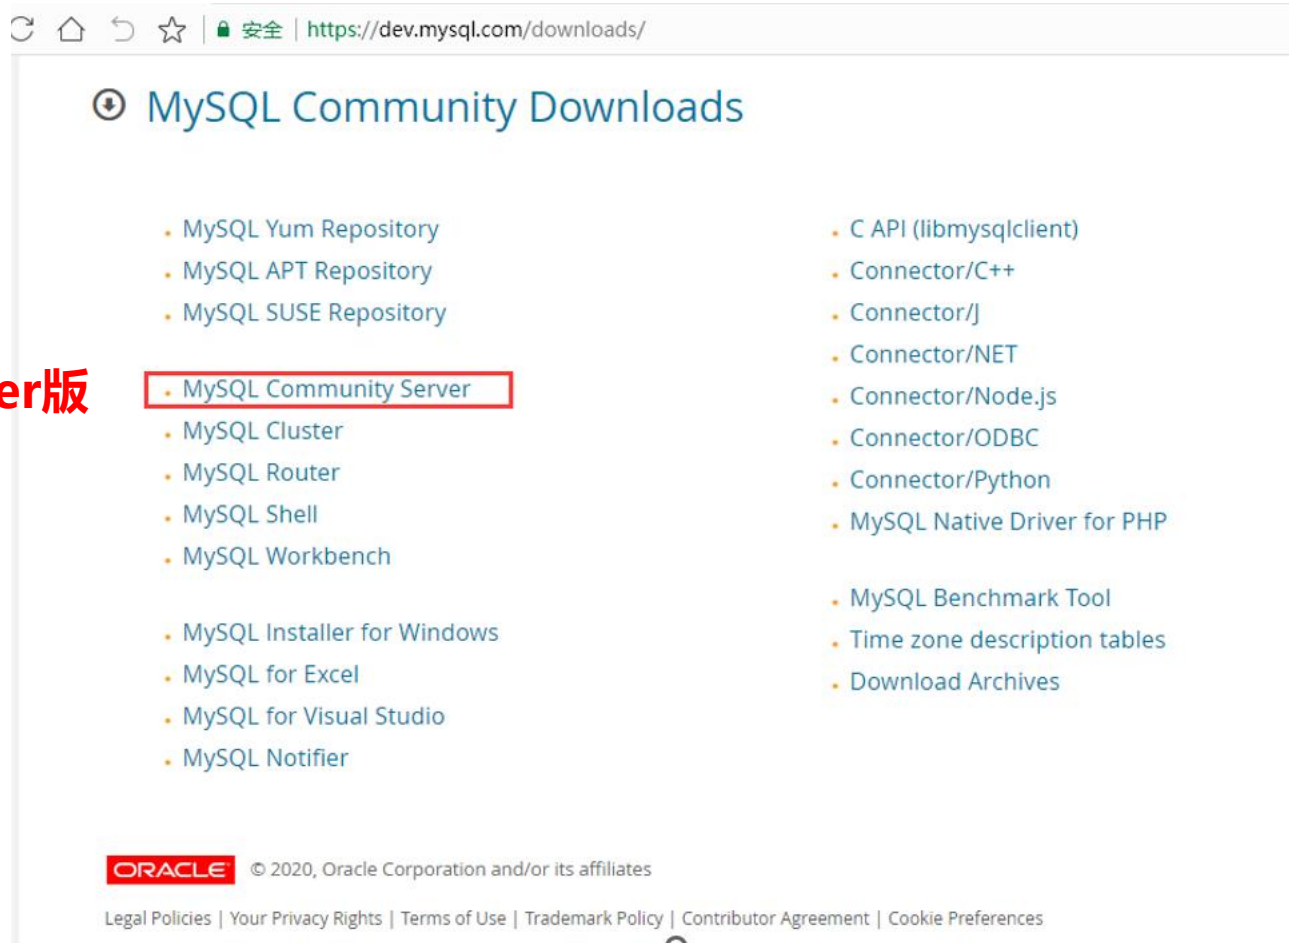 安全 | https://dev.mysql.com/downloads/
MySQL Community Downloads
MySQL Yum Repository
MySQL APT Repository
MySQL SUSE Repository
er版
MySQL Community Server
MySQL Cluster
MySQL Router
MySQL Shell
MySQL Workbench
MySQL Installer for Windows
MySQL for Excel
MySQL for Visual Studio
MySQL Notifier
C API (libmysqlclient)
Connector/C++
Connector/J
Connector/NET
Connector/Node.js
Connector/ODBC
Connector/Python
MySQL Native Driver for PHP
MySQL Benchmark Tool
Time zone description tables
Download Archives
ORACLE © 2020, Oracle Corporation and/or its affiliates
Legal Policies | Your Privacy Rights | Terms of Use | Trademark Policy | Contributor Agreement | Cookie Preferences